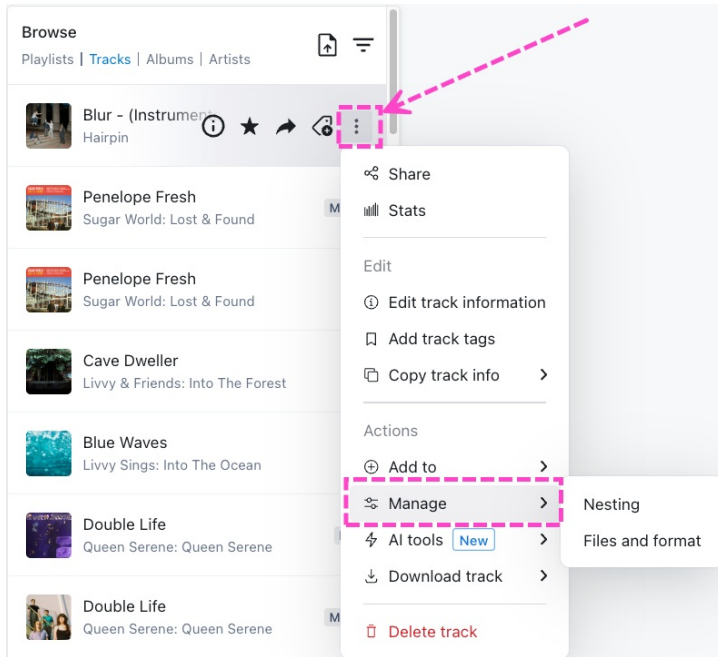 Browse
Playlists | Tracks | Albums | Artists
Blur - (Instrument
Hairpin
Penelope Fresh
Sugar World: Lost & Found
M
Penelope Fresh
Sugar World: Lost & Found
Cave Dweller
Livvy & Friends: Into The Forest
Blue Waves
Livvy Sings: Into The Ocean
Double Life
Queen Serene: Queen Serene
Double Life
Queen Serene: Queen Serene
M
Share
Stats
Edit
Edit track information
Add track tags
Copy track info
Actions
Add to
Manage
AI tools New
Download track
Delete track
Nesting
Files and format